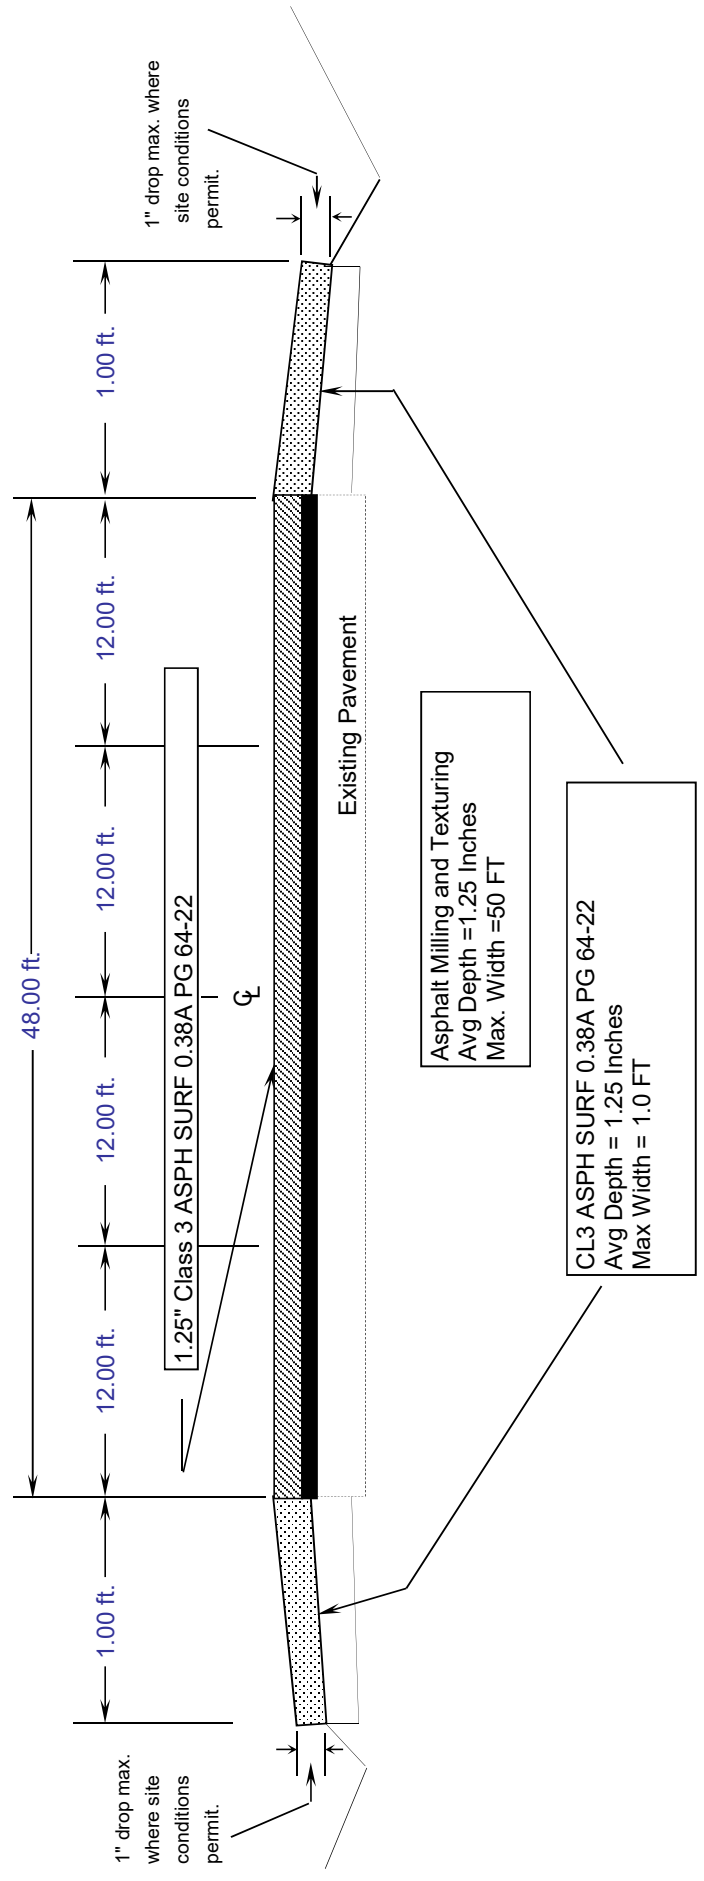 48.00 ft.
1.00 ft.
12.00 ft.
12.00 ft.
12.00 ft.
12.00 ft.
1.00 ft.
1" drop max.
where site
conditions
permit.
1.25" Class 3 ASPH SURF 0.38A PG 64-22
1" drop max. where
site conditions
permit.
CL
Existing Pavement
Asphalt Milling and Texturing
Avg Depth =1.25 Inches
Max. Width =50 FT
CL3 ASPH SURF 0.38A PG 64-22
Avg Depth = 1.25 Inches
Max Width = 1.0 FT